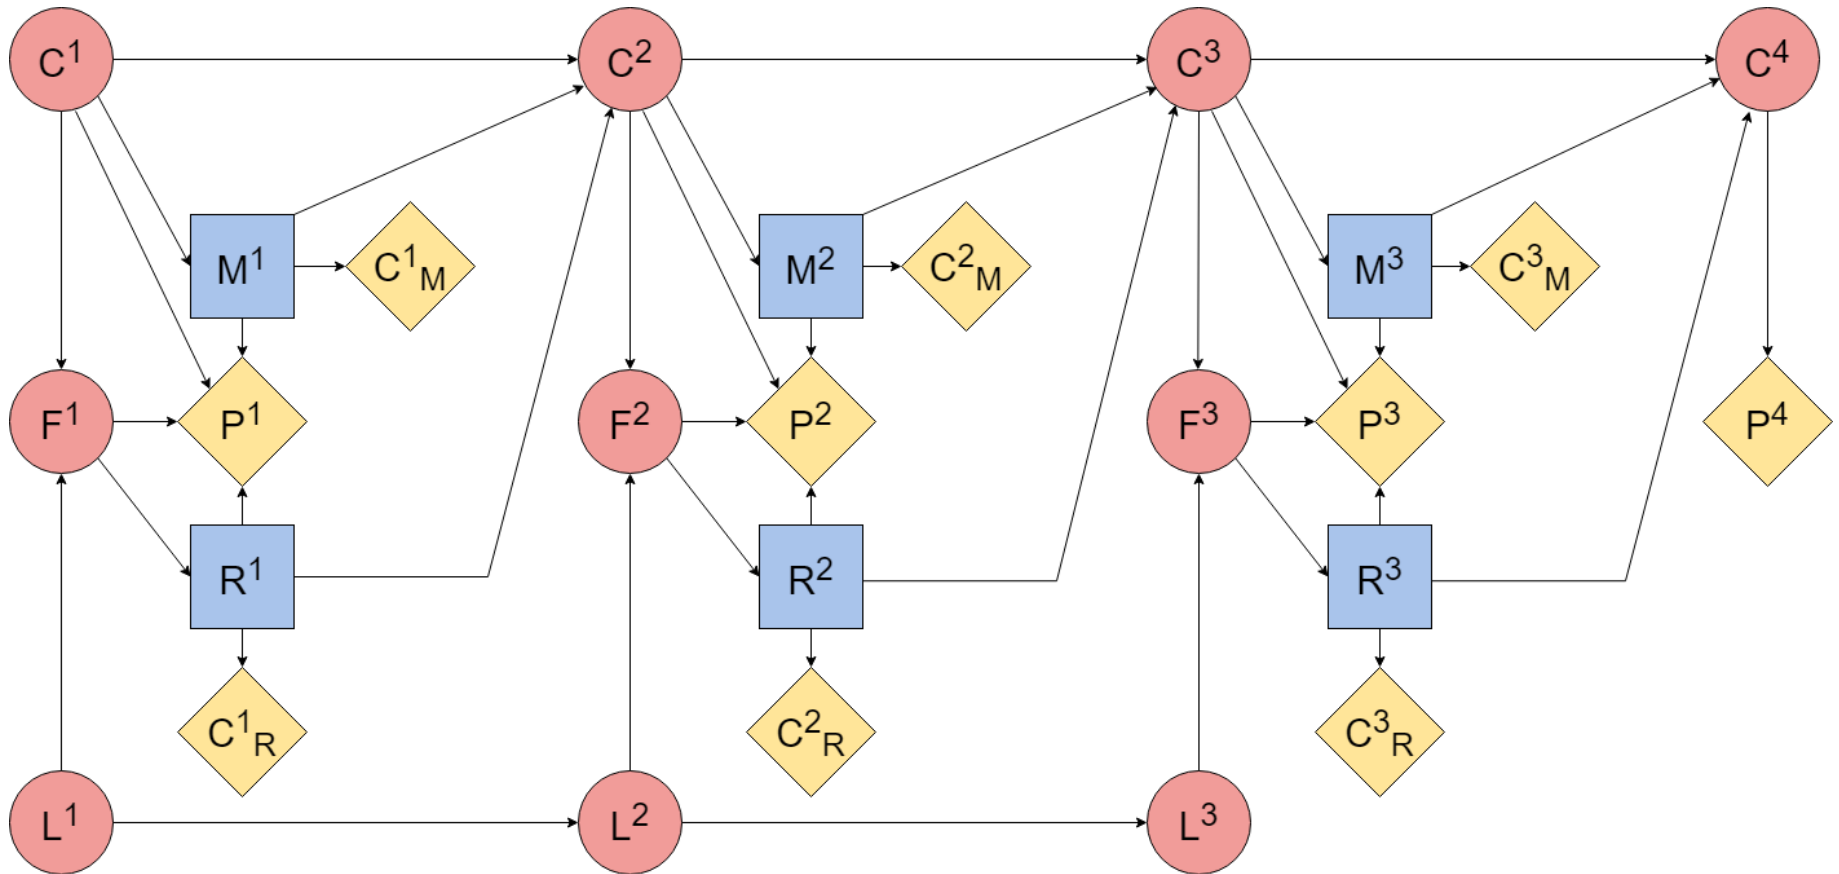 C¹ C² C³ C⁴
M¹ C¹M M² C²M M³ C³M
F¹ P¹ F² P² F³ P³ P⁴
R¹ R² R³
C¹R C²R C³R
L¹ L² L³